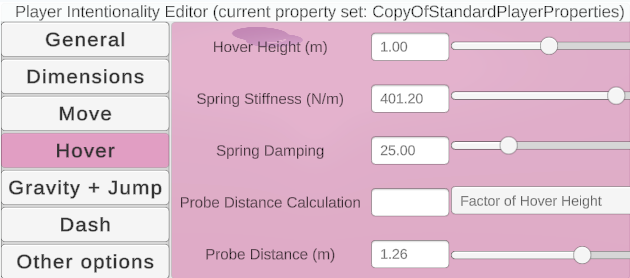 Player Intentionality Editor (current property set: CopyOfStandardPlayerProperties)
General
Dimensions
Move
Hover
Gravity + Jump
Dash
Other options
Hover Height (m) 1.00
Spring Stiffness (N/m) 401.20
Spring Damping 25.00
Probe Distance Calculation Factor of Hover Height
Probe Distance (m) 1.26